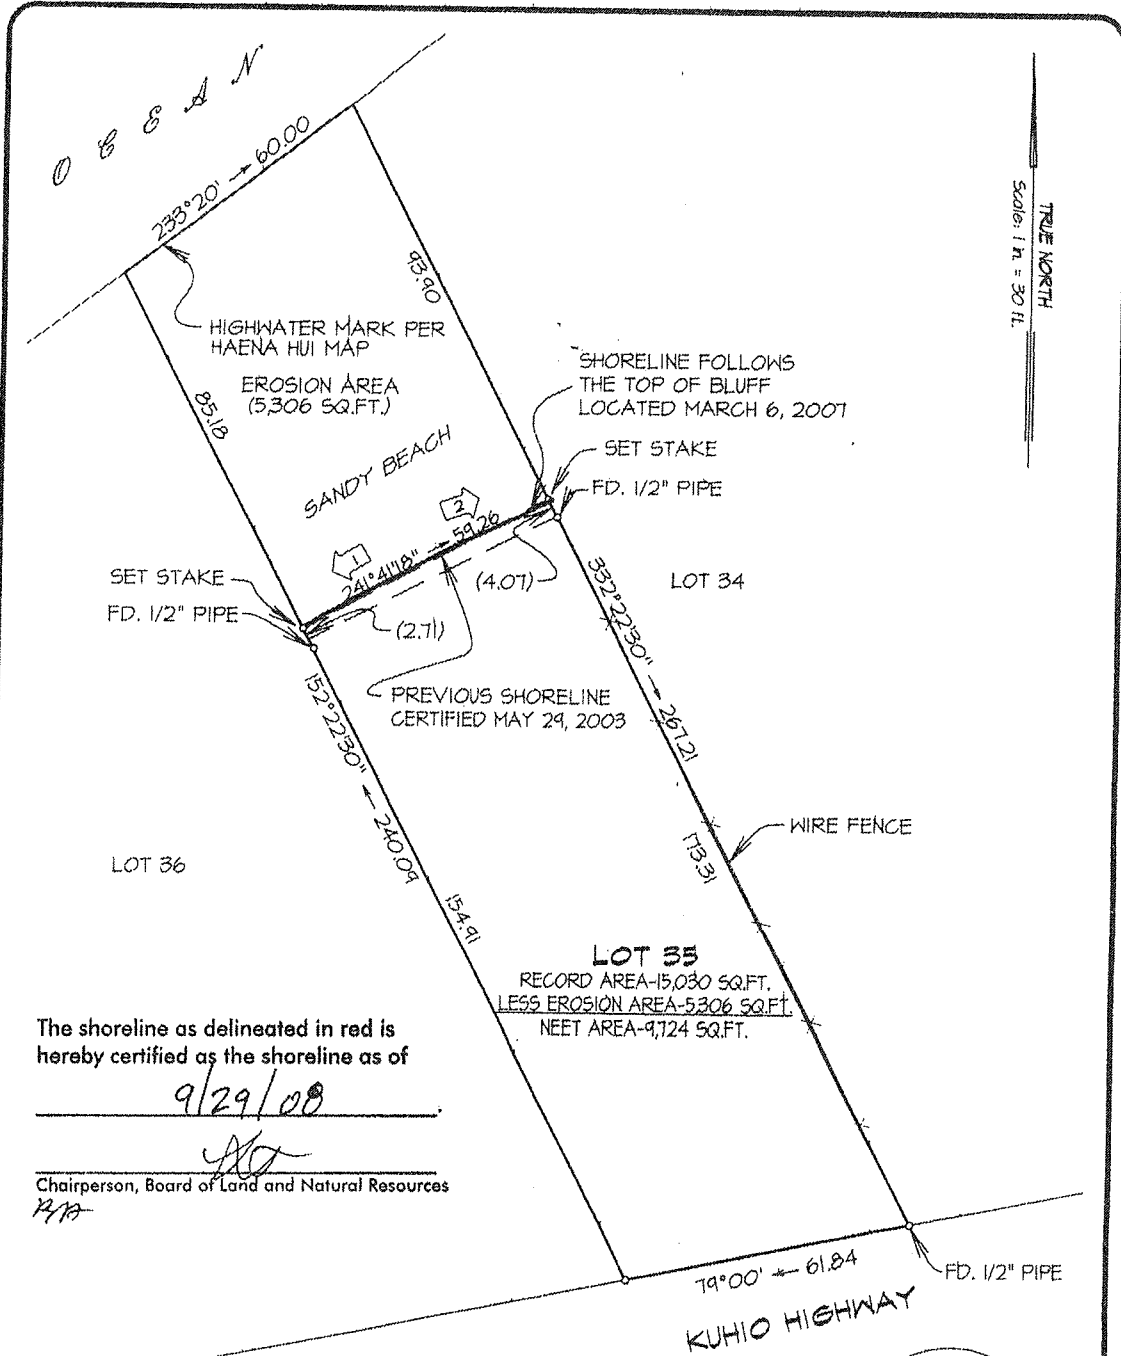 OCEAN
233°20' → 60.00
TRUE NORTH
Scale: 1 in. = 30 ft.
93.90
HIGHWATER MARK PER
HAENA HUI MAP
EROSION AREA
(5,306 SQ.FT.)
85.18
SHORELINE FOLLOWS
THE TOP OF BLUFF
LOCATED MARCH 6, 2007
SANDY BEACH
SET STAKE
FD. 1/2" PIPE
2
1
241°41'18" → 59.26
SET STAKE
FD. 1/2" PIPE
(4.07)
(2.71)
LOT 34
332°22'30" → 267.21
PREVIOUS SHORELINE
CERTIFIED MAY 29, 2003
152°22'30" ← 240.09
WIRE FENCE
173.31
LOT 36
154.91
LOT 35
RECORD AREA-15,030 SQ.FT.
LESS EROSION AREA-5,306 SQ.FT.
NEET AREA-9,724 SQ.FT.
The shoreline as delineated in red is
hereby certified as the shoreline as of
9/29/08
Chairperson, Board of Land and Natural Resources
79°00' ← 61.84
FD. 1/2" PIPE
KUHIO HIGHWAY